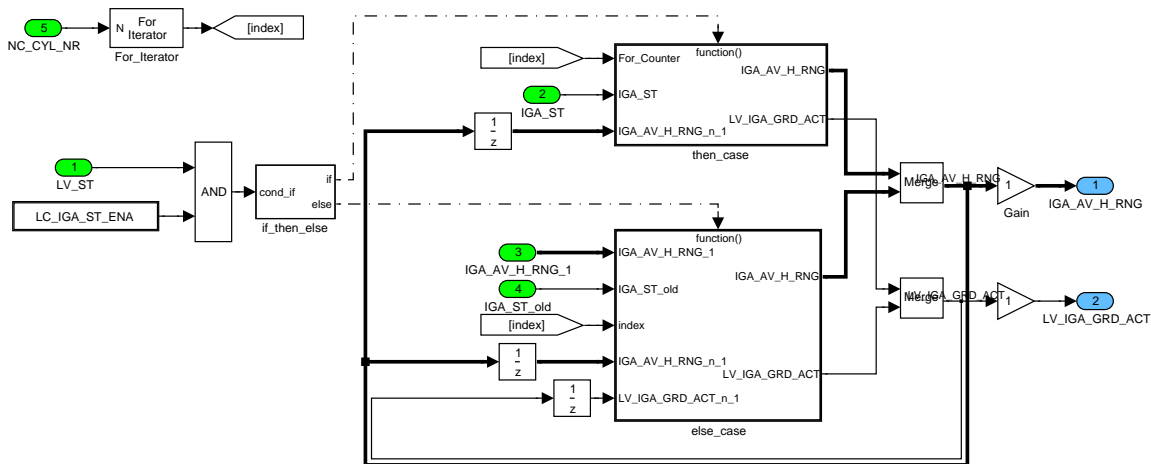 5
NC_CYL_NR
N
For
Iterator
For_Iterator
[index]
function()
[index]
For_Counter
IGA_AV_H_RNG
2
IGA_ST
IGA_ST
LV_IGA_GRD_ACT
1
z
IGA_AV_H_RNG_n_1
then_case
1
LV_ST
AND
cond_if
if
else
if_then_else
LC_IGA_ST_ENA
Merge
IGA_AV_H_RNG
1
Gain
1
IGA_AV_H_RNG
function()
3
IGA_AV_H_RNG_1
IGA_AV_H_RNG_1
IGA_AV_H_RNG
4
IGA_ST_old
IGA_ST_old
[index]
index
1
z
IGA_AV_H_RNG_n_1
LV_IGA_GRD_ACT
1
z
LV_IGA_GRD_ACT_n_1
else_case
Merge
LV_IGA_GRD_ACT
1
2
LV_IGA_GRD_ACT